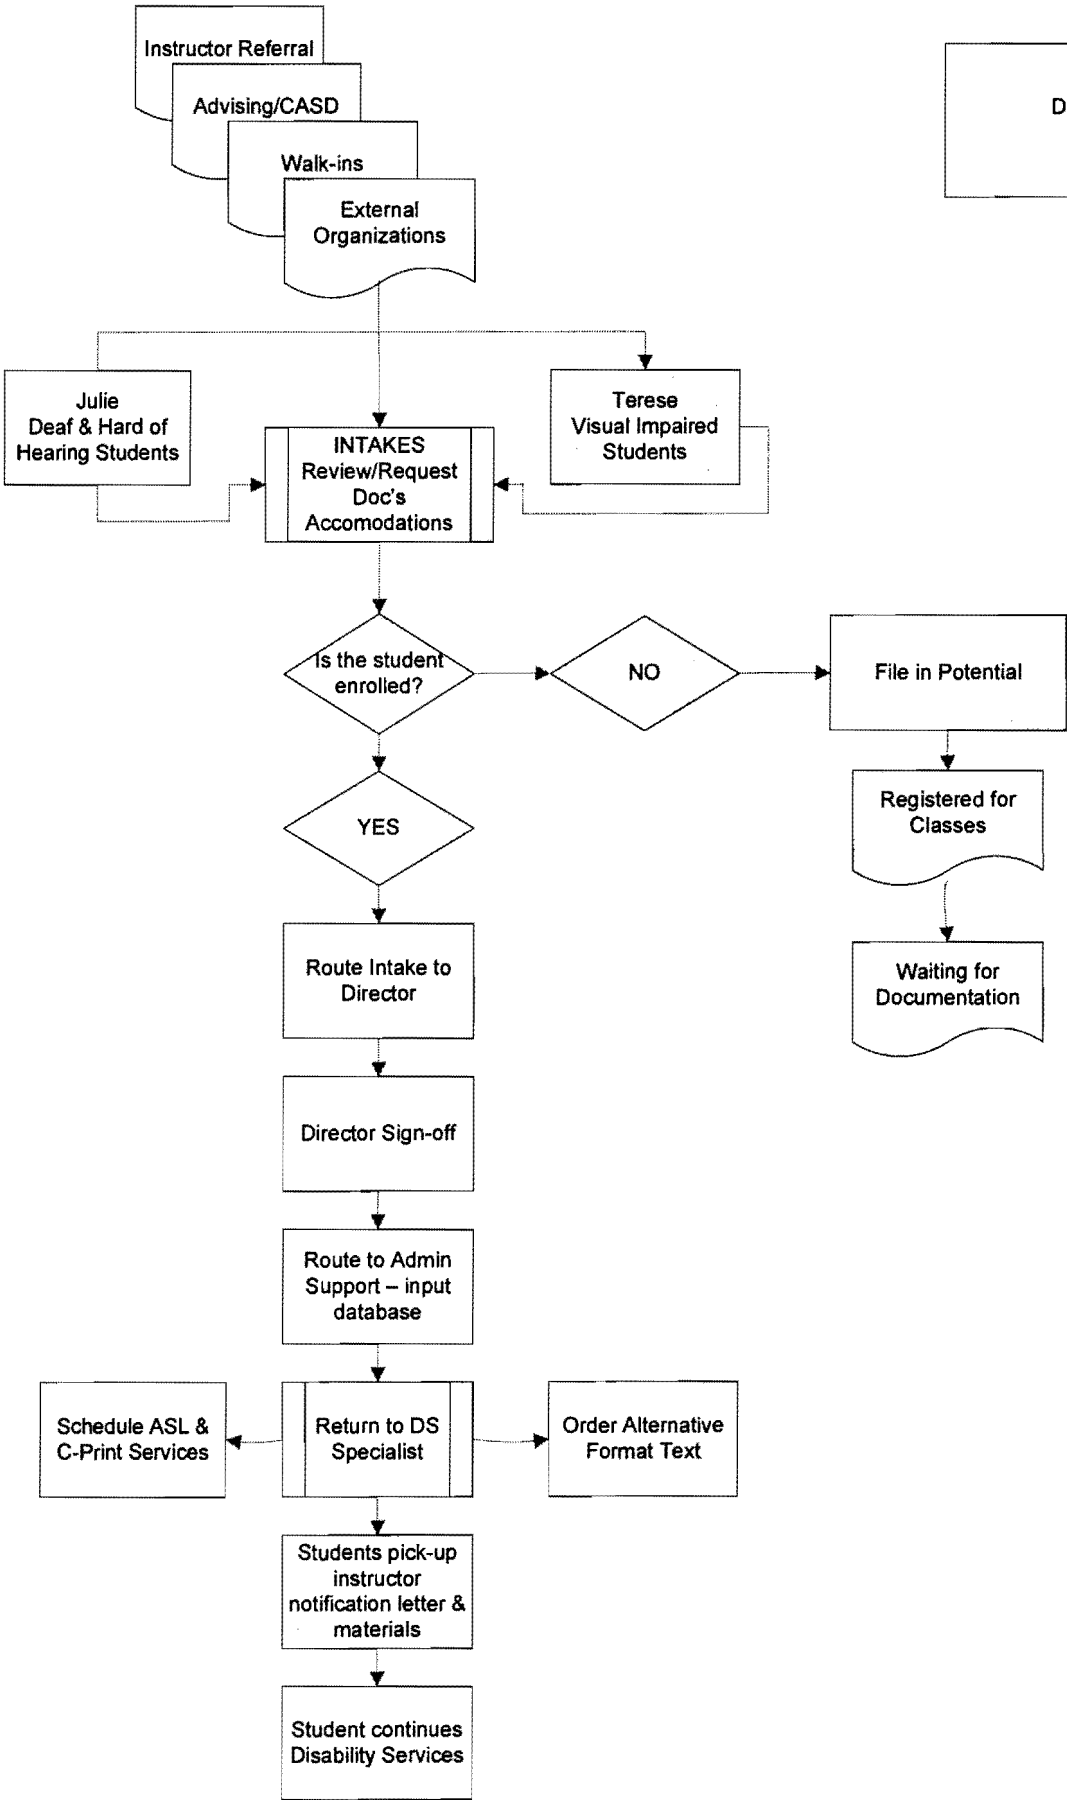 Instructor Referral
D
Advising/CASD
Walk-ins
External
Organizations
Julie
Deaf & Hard of
Hearing Students
INTAKES
Review/Request
Doc's
Accomodations
Terese
Visual Impaired
Students
Is the student
enrolled?
NO
File in Potential
YES
Registered for
Classes
Route Intake to
Director
Waiting for
Documentation
Director Sign-off
Route to Admin
Support – input
database
Schedule ASL &
C-Print Services
Return to DS
Specialist
Order Alternative
Format Text
Students pick-up
instructor
notification letter &
materials
Student continues
Disability Services